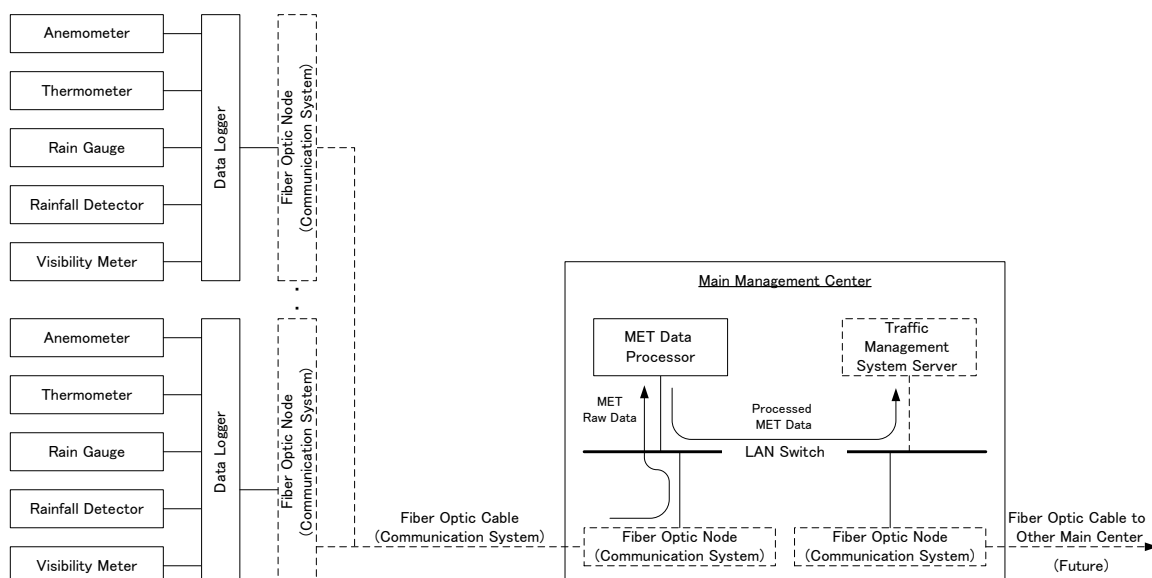 Anemometer
Thermometer
Rain Gauge
Rainfall Detector
Visibility Meter
Data Logger
Fiber Optic Node
(Communication System)
Anemometer
Thermometer
Rain Gauge
Rainfall Detector
Visibility Meter
Data Logger
Fiber Optic Node
(Communication System)
Fiber Optic Cable
(Communication System)
Main Management Center
MET Data
Processor
Traffic
Management
System Server
MET
Raw Data
Processed
MET Data
LAN Switch
Fiber Optic Node
(Communication System)
Fiber Optic Node
(Communication System)
Fiber Optic Cable to
Other Main Center
(Future)